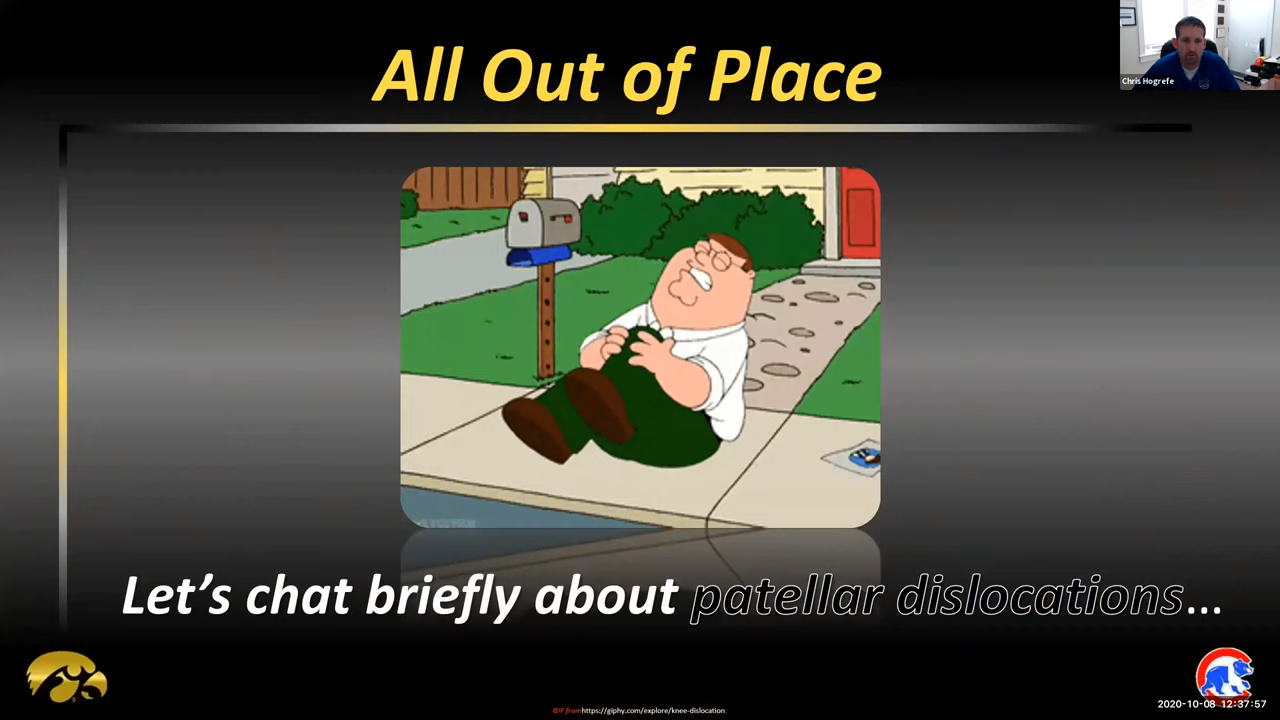 All Out of Place
Chris Hogrefe
Let's chat briefly about patellar dislocations...
2020-10-08 12:37:57
GIF from https://giphy.com/explore/knee-dislocation